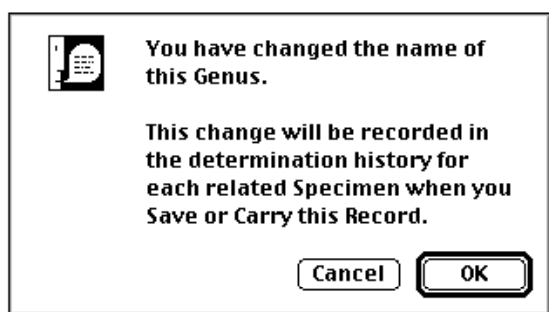 You have changed the name of
this Genus.
This change will be recorded in
the determination history for
each related Specimen when you
Save or Carry this Record.
Cancel
OK